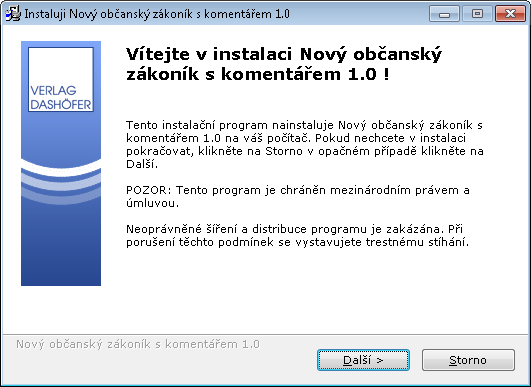 Instaluji Nový občanský zákoník s komentářem 1.0
VERLAG
DASHÖFER
Vítejte v instalaci Nový občanský
zákoník s komentářem 1.0 !
Tento instalační program nainstaluje Nový občanský zákoník s
komentářem 1.0 na váš počítač. Pokud nechcete v instalaci
pokračovat, klikněte na Storno v opačném případě klikněte na
Další.
POZOR: Tento program je chráněn mezinárodním právem a
úmluvou.
Neoprávněné šíření a distribuce programu je zakázána. Při
porušení těchto podmínek se vystavujete trestnému stíhání.
Nový občanský zákoník s komentářem 1.0
Další >
Storno